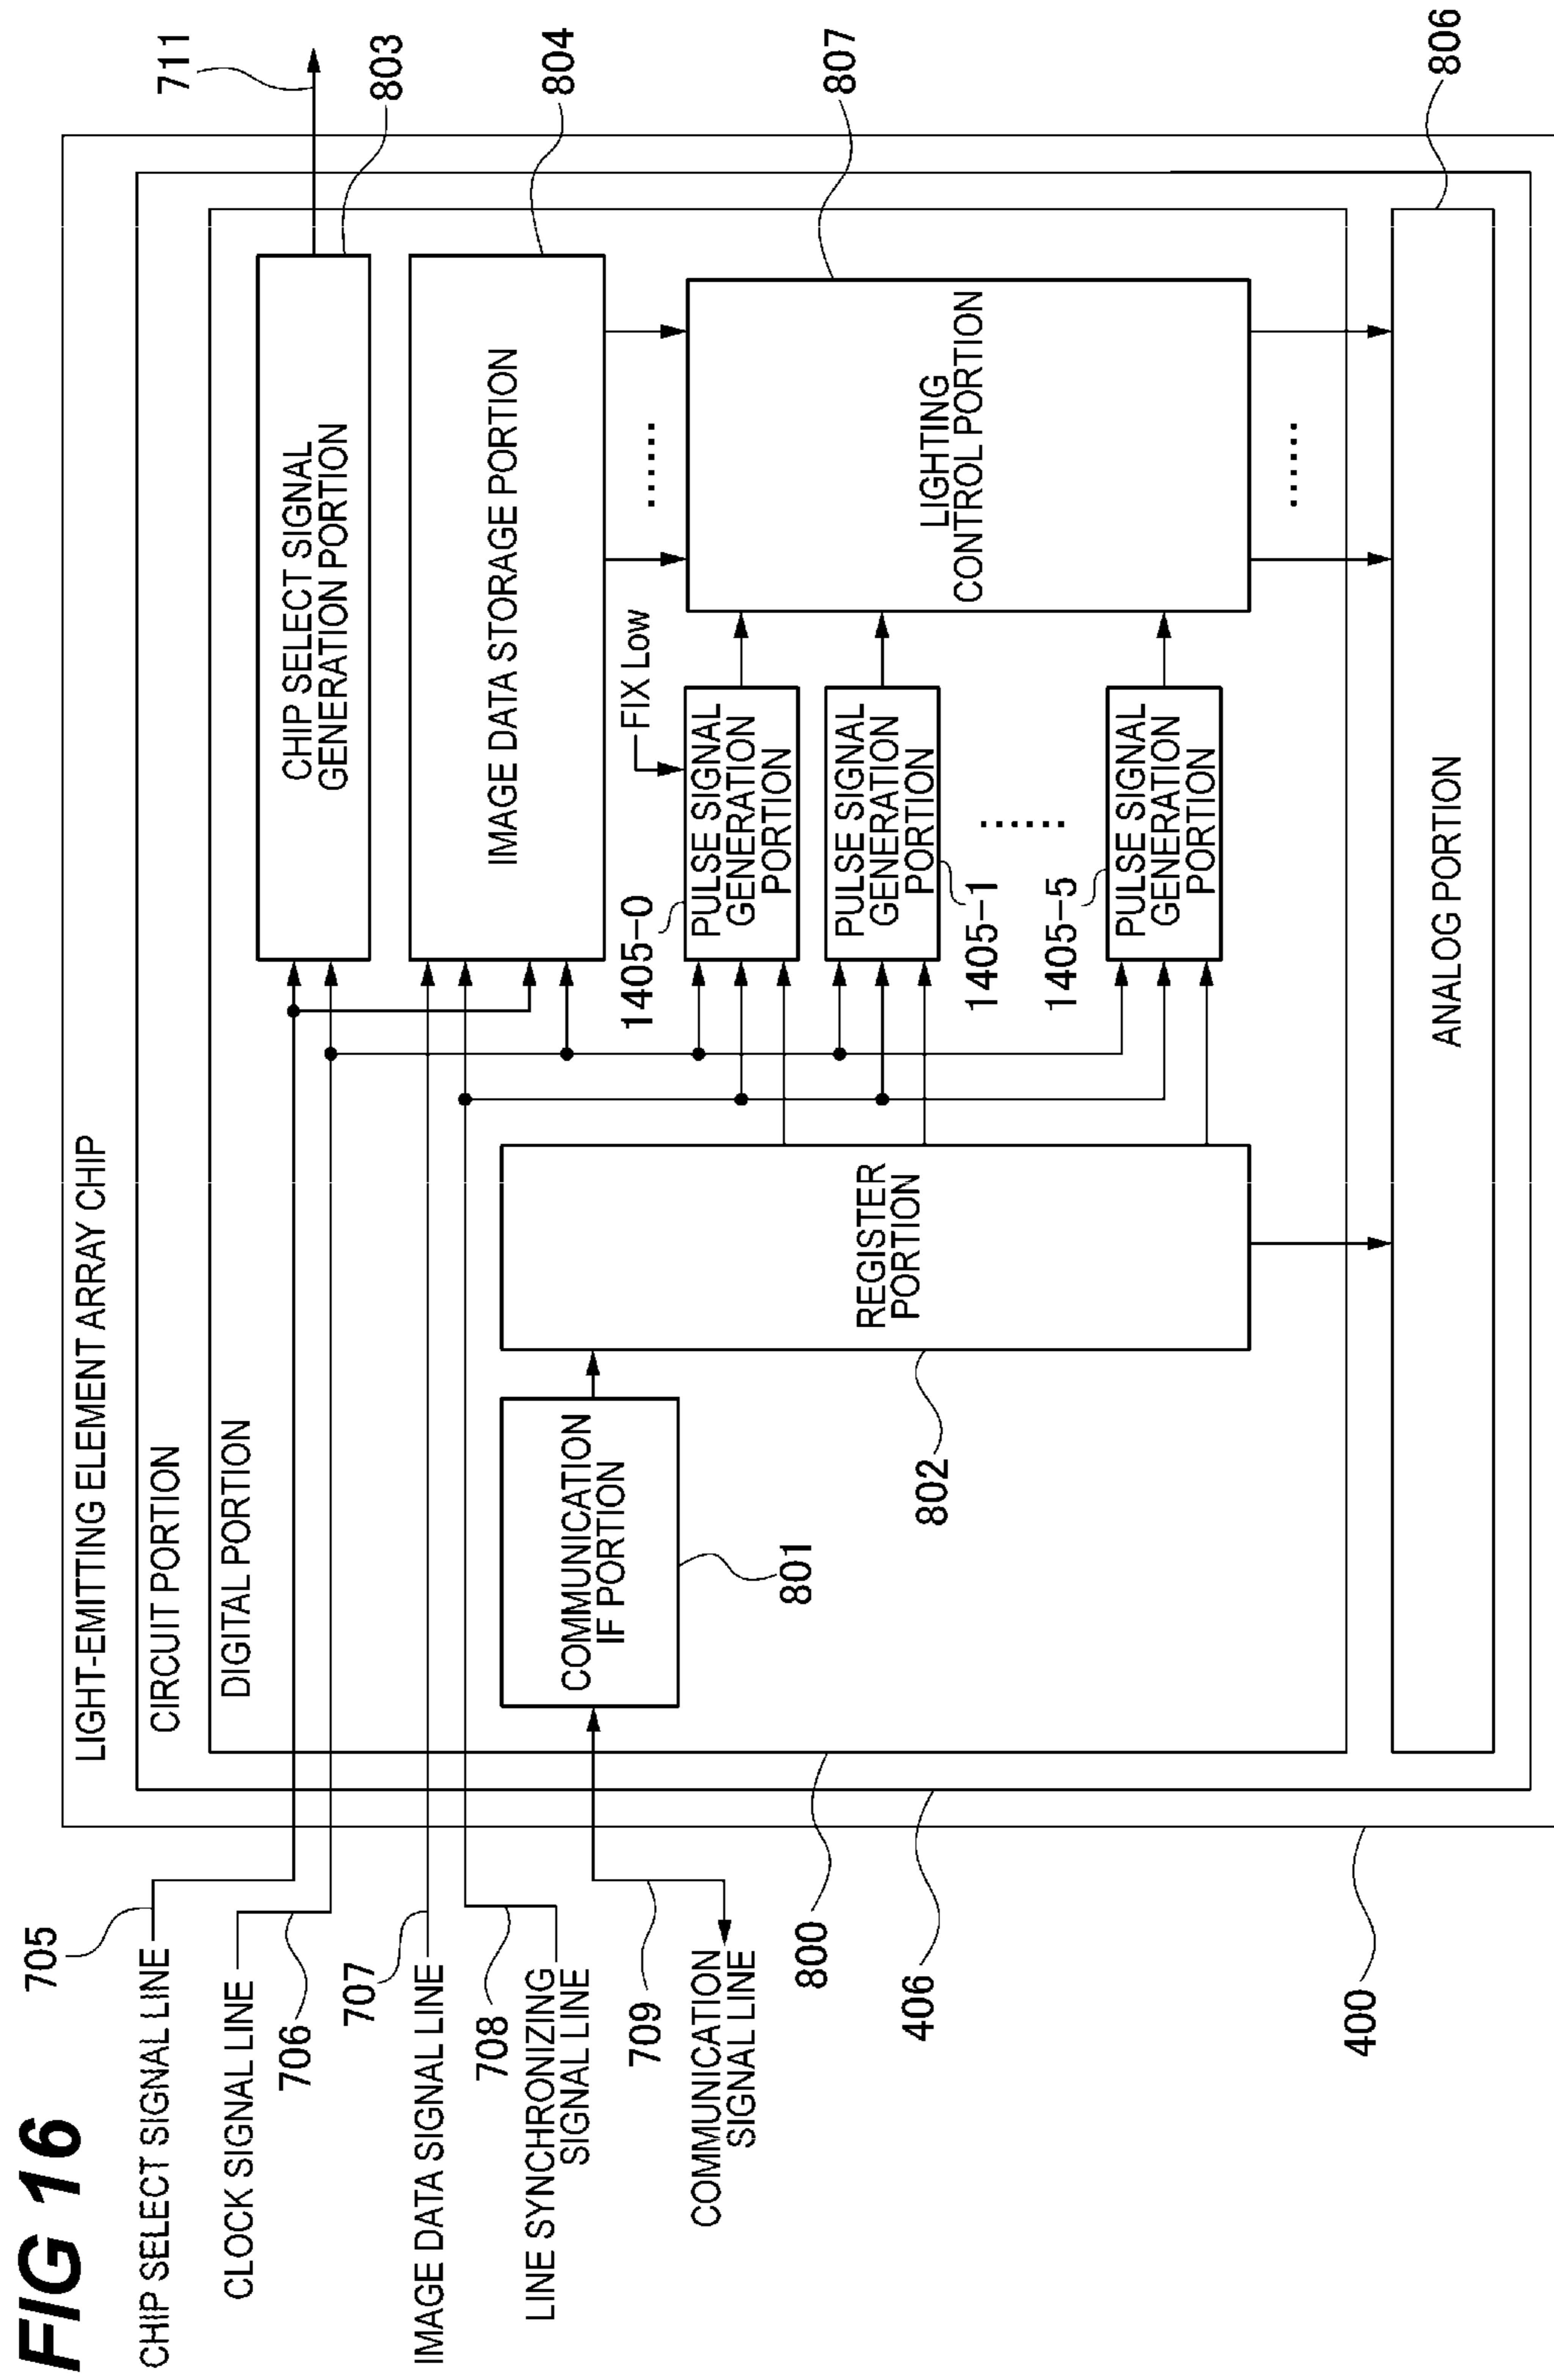 FIG 16
LIGHT-EMITTING ELEMENT ARRAY CHIP
CIRCUIT PORTION
DIGITAL PORTION
705
CHIP SELECT SIGNAL LINE
CLOCK SIGNAL LINE
706
707
IMAGE DATA SIGNAL LINE
708
LINE SYNCHRONIZING
SIGNAL LINE
709
COMMUNICATION
SIGNAL LINE
CHIP SELECT SIGNAL
GENERATION PORTION
711
803
IMAGE DATA STORAGE PORTION
804
COMMUNICATION
IF PORTION
801
REGISTER
PORTION
802
1405-0
PULSE SIGNAL
GENERATION
PORTION
FIX Low
PULSE SIGNAL
GENERATION
PORTION
1405-1
......
1405-5
PULSE SIGNAL
GENERATION
PORTION
......
LIGHTING
CONTROL PORTION
807
......
ANALOG PORTION
806
800
406
400